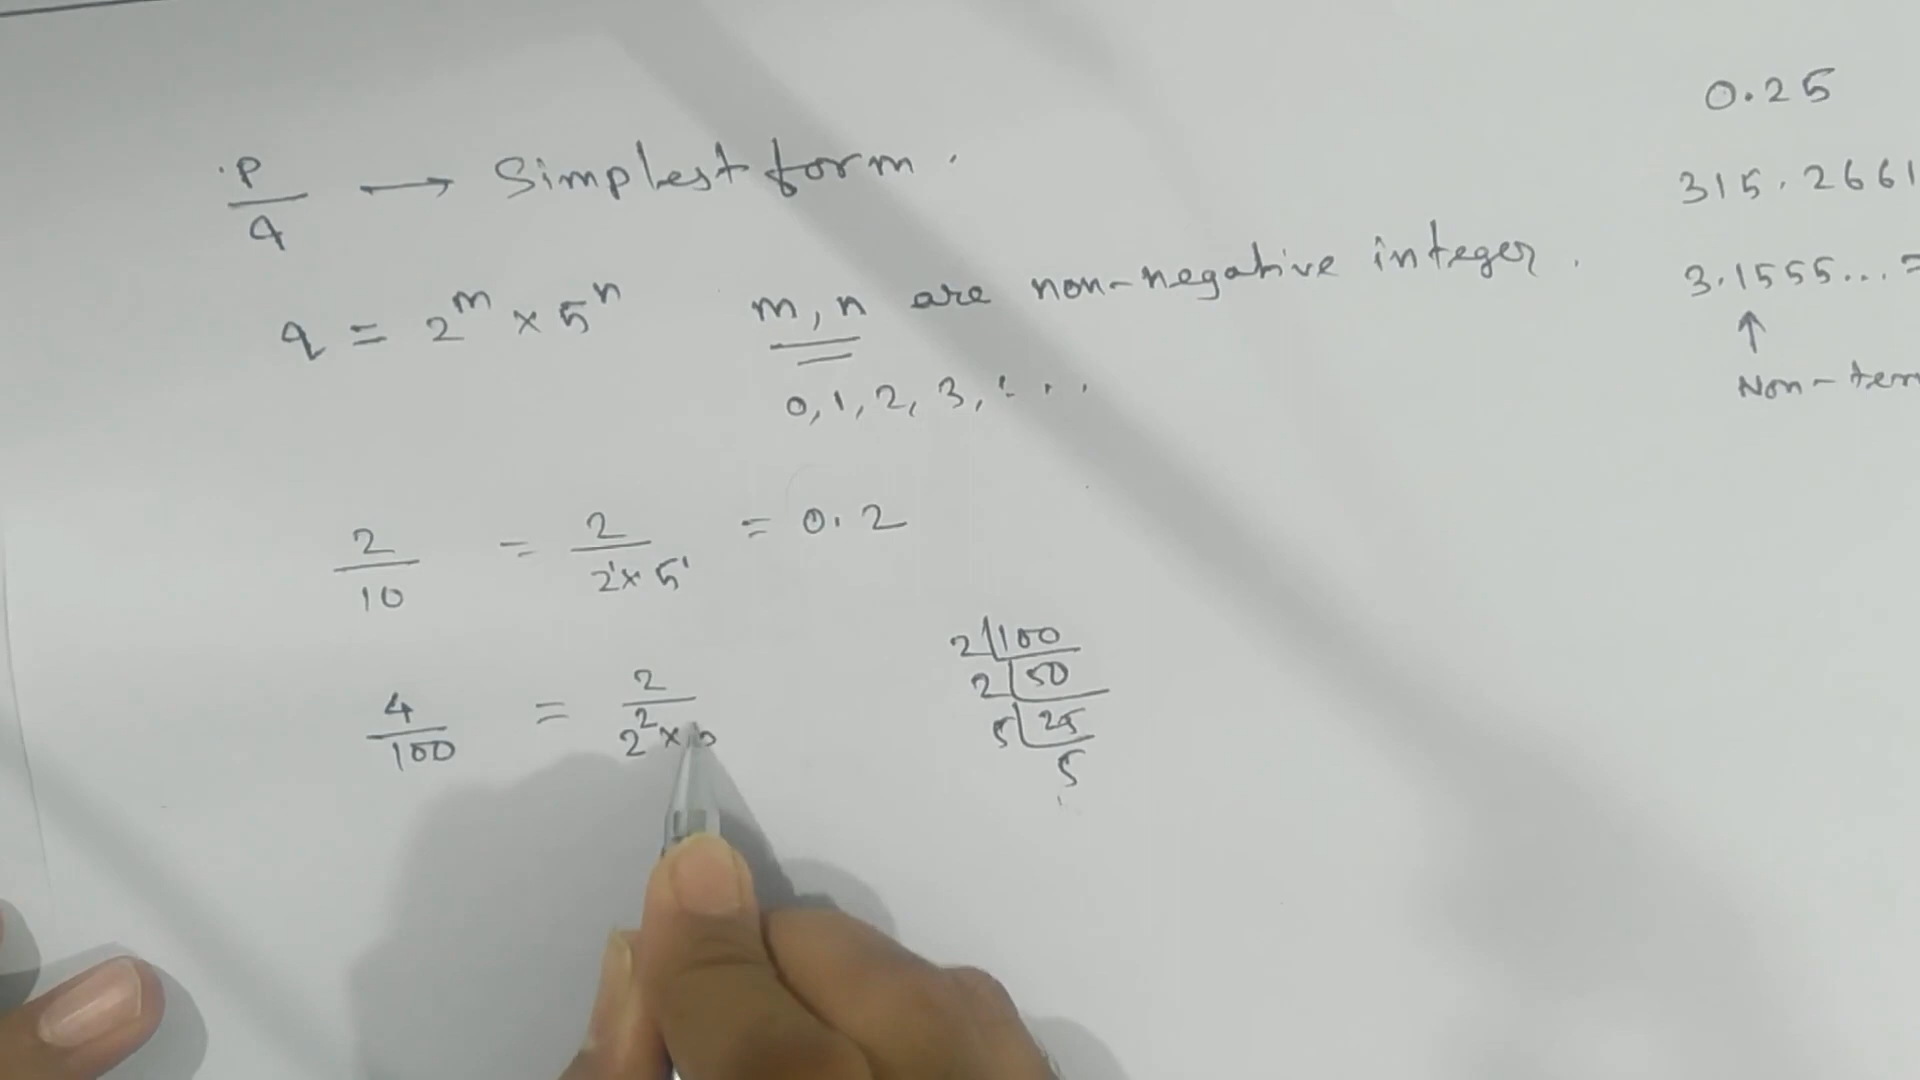 P/q → Simplest form.
q = 2^m × 5^n m, n are non-negative integer.
0, 1, 2, 3, . . .
2/10 = 2/(2^1 × 5^1) = 0.2
4/100 = 2/(2^2 ×
2 | 100
2 | 50
5 | 25
5
0.25
315.2661
3.1555... =
↑
Non-